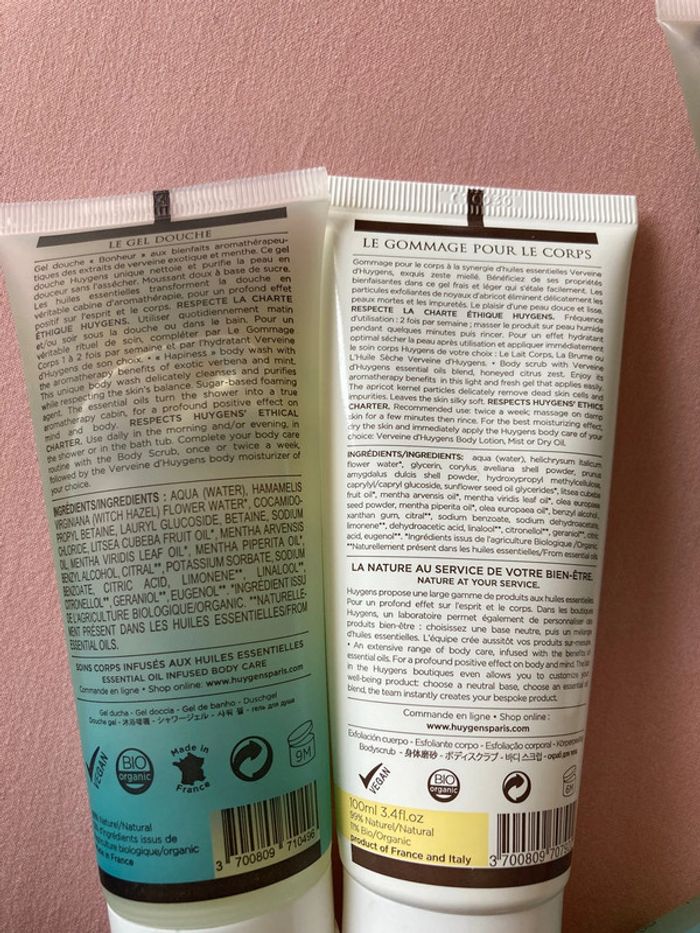 LE GEL DOUCHE
Gel douche « Bonheur » aux bienfaits aromathérapeu-
tiques des extraits de verveine exotique et menthe. Ce gel
douche Huygens unique nettoie et purifie la peau en
douceur sans l'assécher. Moussant doux à base de sucre.
Les huiles essentielles transforment la douche en
véritable cabine d'aromathérapie, pour un profond effet
positif sur l'esprit et le corps. RESPECTE LA CHARTE
ÉTHIQUE HUYGENS. Utiliser quotidiennement matin
et/ou soir sous la douche ou dans le bain. Pour un
véritable rituel de soin, compléter par Le Gommage
Corps 1 à 2 fois par semaine et par l'hydratant Verveine
d'Huygens de son choix. • « Hapiness » body wash with
the aromatherapy benefits of exotic verbena and mint.
This unique body wash delicately cleanses and purifies
while respecting the skin's balance. Sugar-based foaming
agent. The essential oils turn the shower into a true
aromatherapy cabin, for a profound positive effect on
mind and body. RESPECTS HUYGENS' ETHICAL
CHARTER. Use daily in the morning and/or evening, in
the shower or in the bath tub. Complete your body care
routine with the Body Scrub, once or twice a week,
followed by the Verveine d'Huygens body moisturizer of
your choice.
INGRÉDIENTS/INGREDIENTS : AQUA (WATER), HAMAMELIS
VIRGINIANA (WITCH HAZEL) FLOWER WATER*, COCAMIDO-
PROPYL BETAINE, LAURYL GLUCOSIDE, BETAINE, SODIUM
CHLORIDE, LITSEA CUBEBA FRUIT OIL*, MENTHA ARVENSIS
OIL*, MENTHA VIRIDIS LEAF OIL*, MENTHA PIPERITA OIL*,
BENZYL ALCOHOL, CITRAL**, POTASSIUM SORBATE, SODIUM
BENZOATE, CITRIC ACID, LIMONENE**, LINALOOL**,
CITRONELLOL**, GERANIOL**, EUGENOL**. *INGRÉDIENT ISSU
DE L'AGRICULTURE BIOLOGIQUE/ORGANIC. **NATURELLE-
MENT PRÉSENT DANS LES HUILES ESSENTIELLES/FROM
ESSENTIAL OILS.
SOINS CORPS INFUSÉS AUX HUILES ESSENTIELLES
ESSENTIAL OIL INFUSED BODY CARE
Commande en ligne • Shop online: www.huygensparis.com
Gel ducha - Gel doccia - Gel de banho - Duschgel
Douche gel - 沐浴啫喱 - シャワージェル - 샤워 젤 - гель для душа
VEGAN
BIO
organic
Made in
France
9M
Naturel/Natural
d'ingrédients issus de
agriculture biologique/organic
Made in France
3 700809 710496
LE GOMMAGE POUR LE CORPS
Gommage pour le corps à la synergie d'huiles essentielles Verveine
d'Huygens, exquis zeste miellé. Bénéficiez de ses propriétés
bienfaisantes dans ce gel frais et léger qui s'étale facilement. Les
particules exfoliantes de noyaux d'abricot éliminent délicatement les
peaux mortes et les impuretés. Le plaisir d'une peau douce et lisse.
RESPECTE LA CHARTE ÉTHIQUE HUYGENS. Fréquence
d'utilisation : 2 fois par semaine ; masser le produit sur peau humide
pendant quelques minutes puis rincer. Pour un effet hydratant
optimal sécher la peau après utilisation et appliquer immédiatement
le soin corps Huygens de votre choix : Le Lait Corps, La Brume ou
L'Huile Sèche Verveine d'Huygens. • Body scrub with Verveine
d'Huygens essential oils blend, honeyed citrus zest. Enjoy its
aromatherapy benefits in this light and fresh gel that applies easily.
The apricot kernel particles delicately remove dead skin cells and
impurities. Leaves the skin silky soft. RESPECTS HUYGENS' ETHICS
CHARTER. Recommended use: twice a week; massage on damp
skin for a few minutes then rinse. For the best moisturizing effect,
dry the skin and immediately apply the Huygens body care of your
choice: Verveine d'Huygens Body Lotion, Mist or Dry Oil.
INGRÉDIENTS/INGREDIENTS: aqua (water), helichrysum italicum
flower water*, glycerin, corylus avellana shell powder, prunus
amygdalus dulcis shell powder, hydroxypropyl methylcellulose,
caprylyl/capryl glucoside, sunflower seed oil glycerides*, litsea cubeba
fruit oil*, mentha arvensis oil*, mentha viridis leaf oil*, olea europaea
seed powder, mentha piperita oil*, olea europaea oil*, benzyl alcohol,
xanthan gum, citral**, sodium benzoate, sodium dehydroacetate,
limonene**, dehydroacetic acid, linalool**, citronellol**, geraniol**, citric
acid, eugenol**. *Ingrédients issus de l'agriculture Biologique /Organic.
**Naturellement présent dans les huiles essentielles/From essential oils.
LA NATURE AU SERVICE DE VOTRE BIEN-ÊTRE.
NATURE AT YOUR SERVICE.
Huygens propose une large gamme de produits aux huiles essentielles.
Pour un profond effet sur l'esprit et le corps. Dans les boutiques
Huygens, un laboratoire permet également de personnaliser des
produits bien-être : choisissez une base neutre, puis un mélange
d'huiles essentielles. L'équipe crée aussitôt vos produits sur-mesure.
• An extensive range of body care, infused with the benefits of
essential oils. For a profound positive effect on body and mind. The lab
in the Huygens boutiques even allows you to customize your
well-being product: choose a neutral base, choose an essential oil
blend, the team instantly creates your bespoke product.
Commande en ligne • Shop online :
www.huygensparis.com
Exfoliación cuerpo - Esfoliante corpo - Esfoliação corporal - Körperpeeling
Bodyscrub - 身体磨砂 - ボディスクラブ - 바디 스크럽 - скраб для тела
VEGAN
BIO
organic
6M
100ml 3.4fl.oz
99% Naturel/Natural
11% Bio/Organic
product of France and Italy
3 700809 707